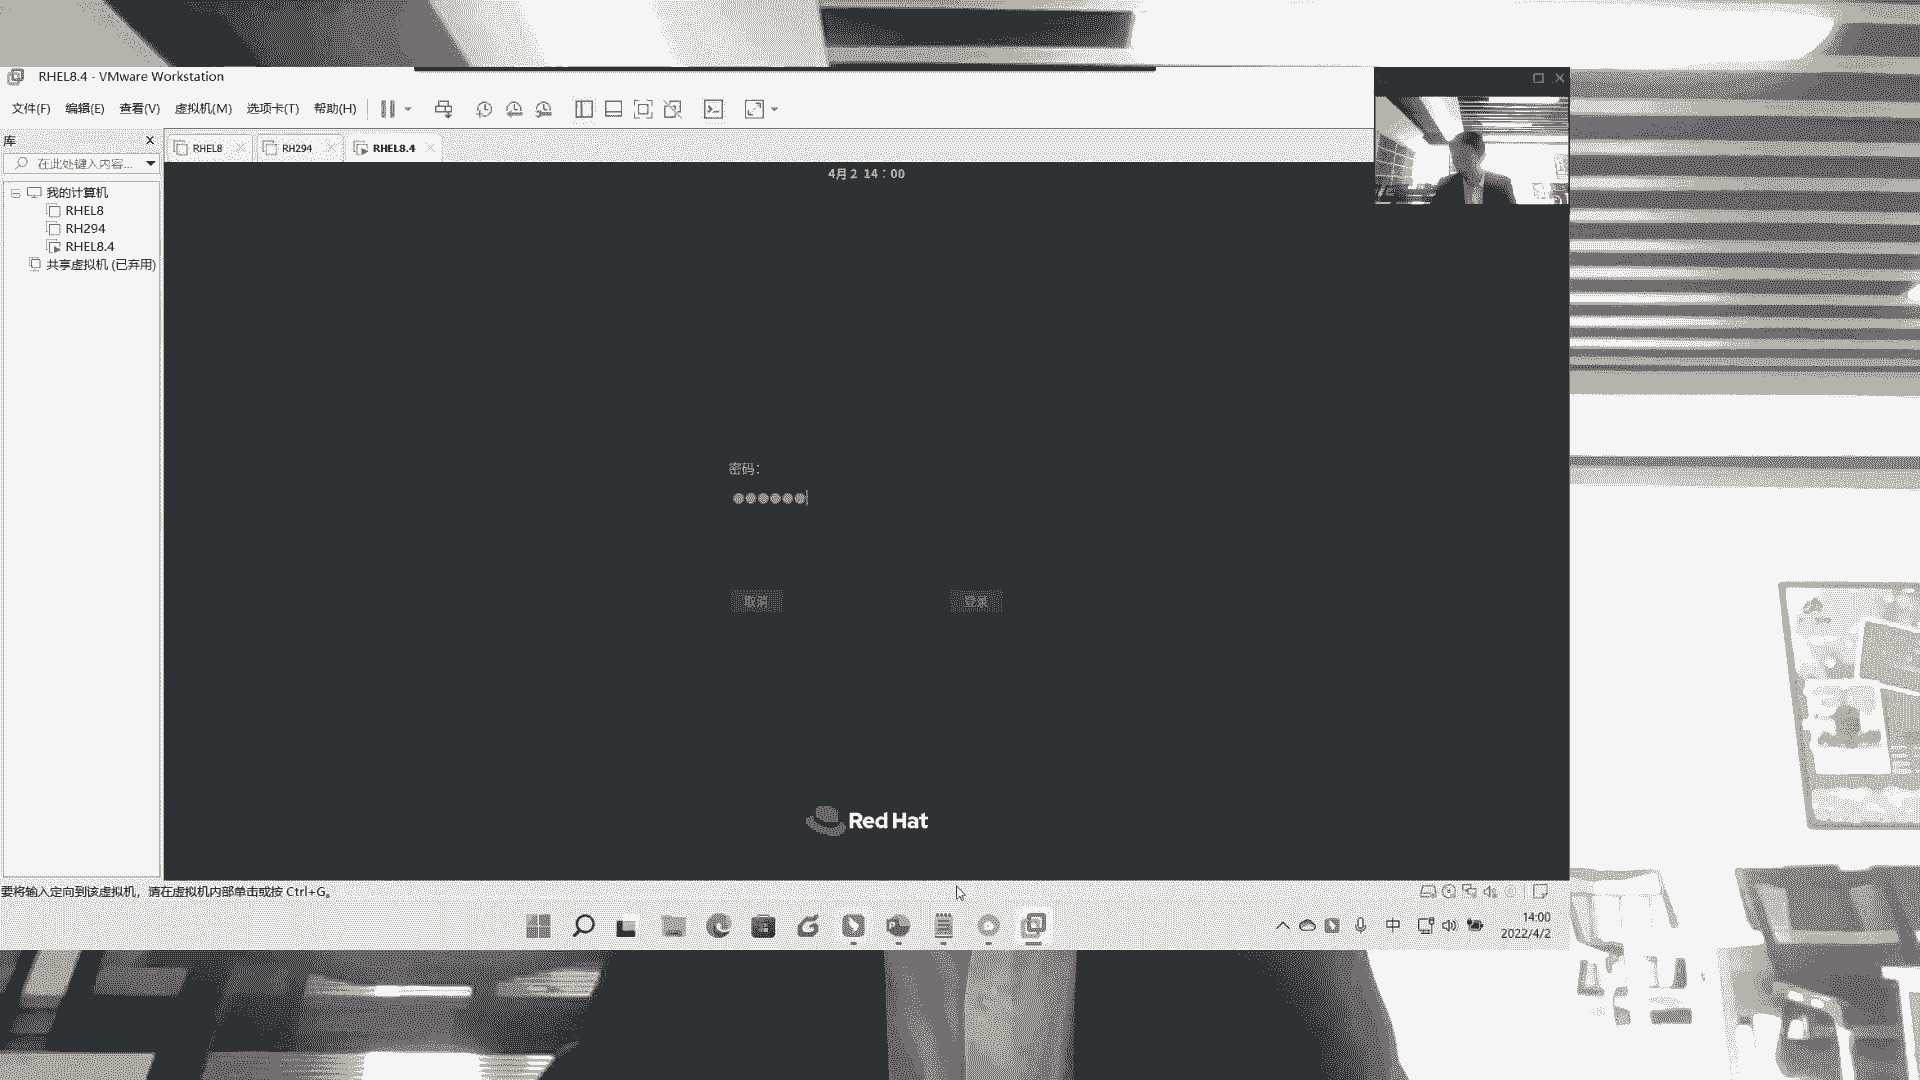 RHEL8.4 - VMware Workstation
文件(F) 编辑(E) 查看(V) 虚拟机(M) 选项卡(T) 帮助(H)
库
在此处键入内容...
我的计算机
RHEL8
RH294
RHEL8.4
共享虚拟机 (已弃用)
RHEL8 RH294 RHEL8.4
4月 2 14：00
密码：
取消 登录
Red Hat
要将输入定向到该虚拟机，请在虚拟机内部单击或按 Ctrl+G。
中
14:00
2022/4/2